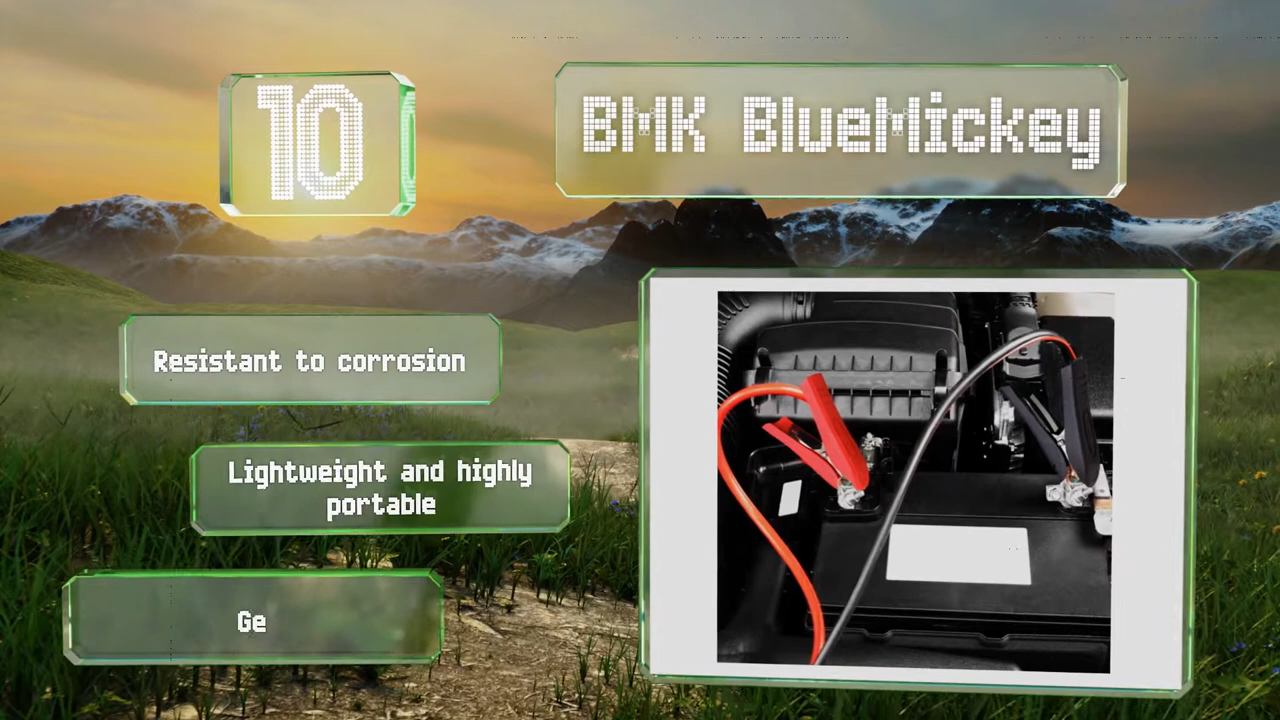 10
BMK BlueMickey
Resistant to corrosion
Lightweight and highly
portable
Ge